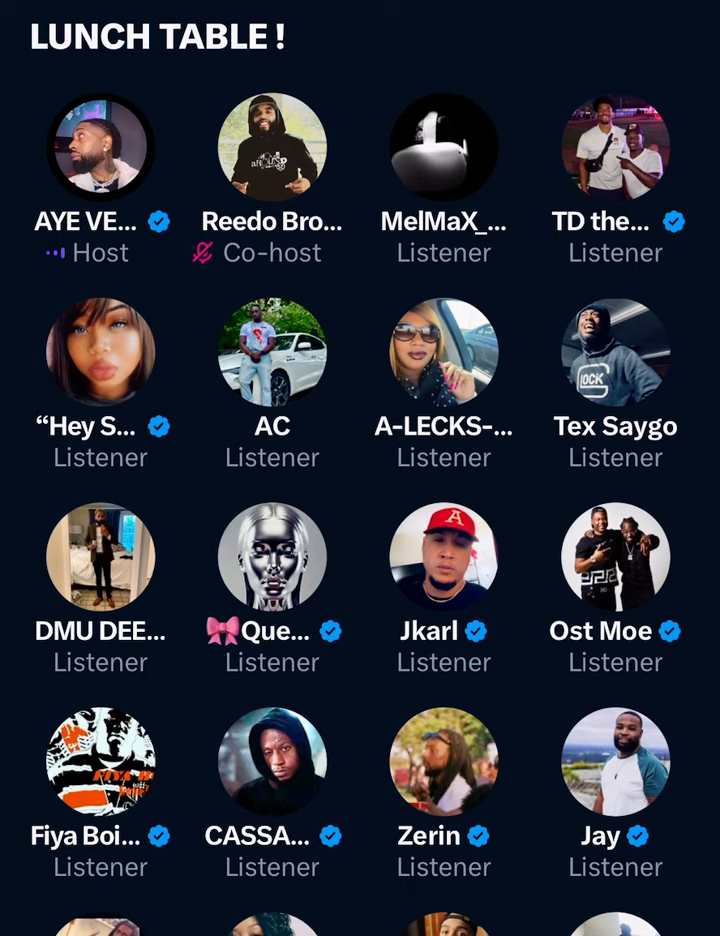 LUNCH TABLE !
AYE VE... Reedo Bro... MelMaX_... TD the...
Host Co-host Listener Listener
“Hey S... AC A-LECKS-... Tex Saygo
Listener Listener Listener Listener
GLOCK
DMU DEE... 🎀Que... Jkarl Ost Moe
Listener Listener Listener Listener
A
Fiya Boi... CASSA... Zerin Jay
Listener Listener Listener Listener